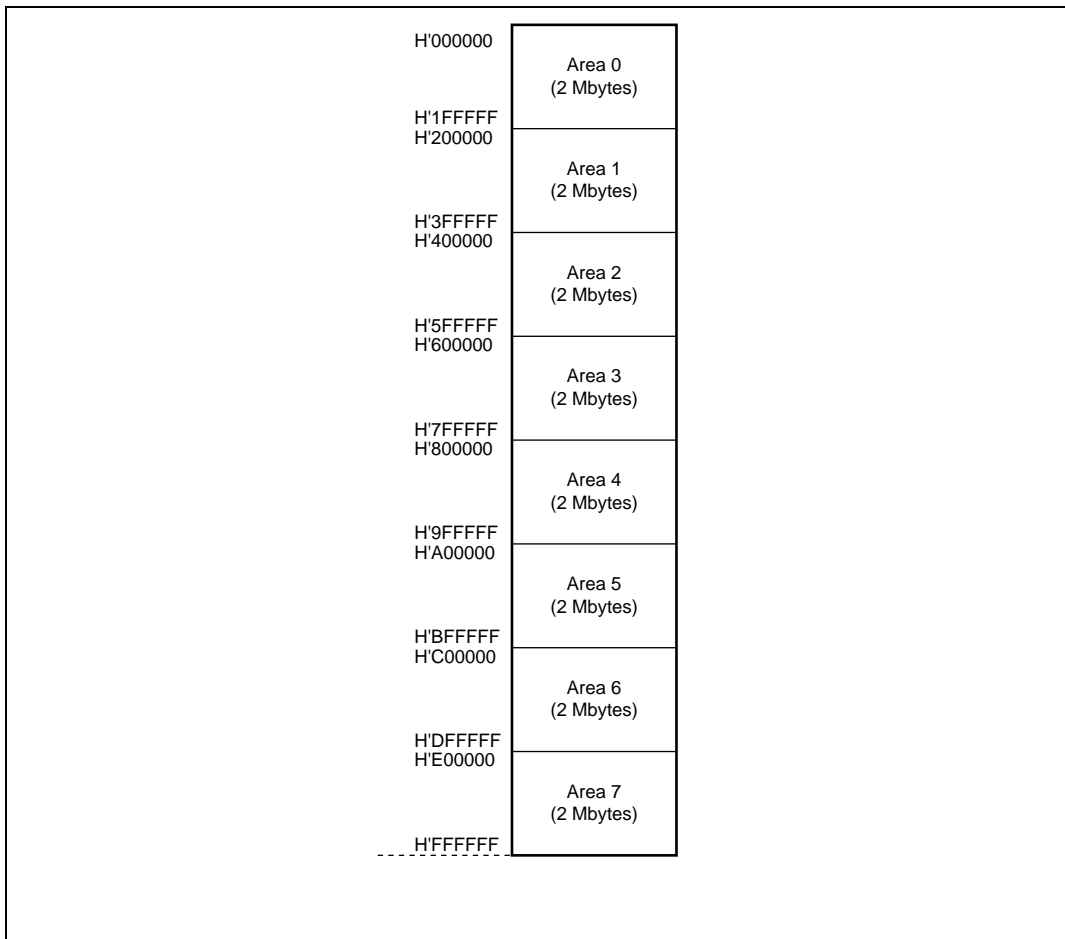 H'000000
Area 0
(2 Mbytes)
H'1FFFFF
H'200000
Area 1
(2 Mbytes)
H'3FFFFF
H'400000
Area 2
(2 Mbytes)
H'5FFFFF
H'600000
Area 3
(2 Mbytes)
H'7FFFFF
H'800000
Area 4
(2 Mbytes)
H'9FFFFF
H'A00000
Area 5
(2 Mbytes)
H'BFFFFF
H'C00000
Area 6
(2 Mbytes)
H'DFFFFF
H'E00000
Area 7
(2 Mbytes)
H'FFFFFF